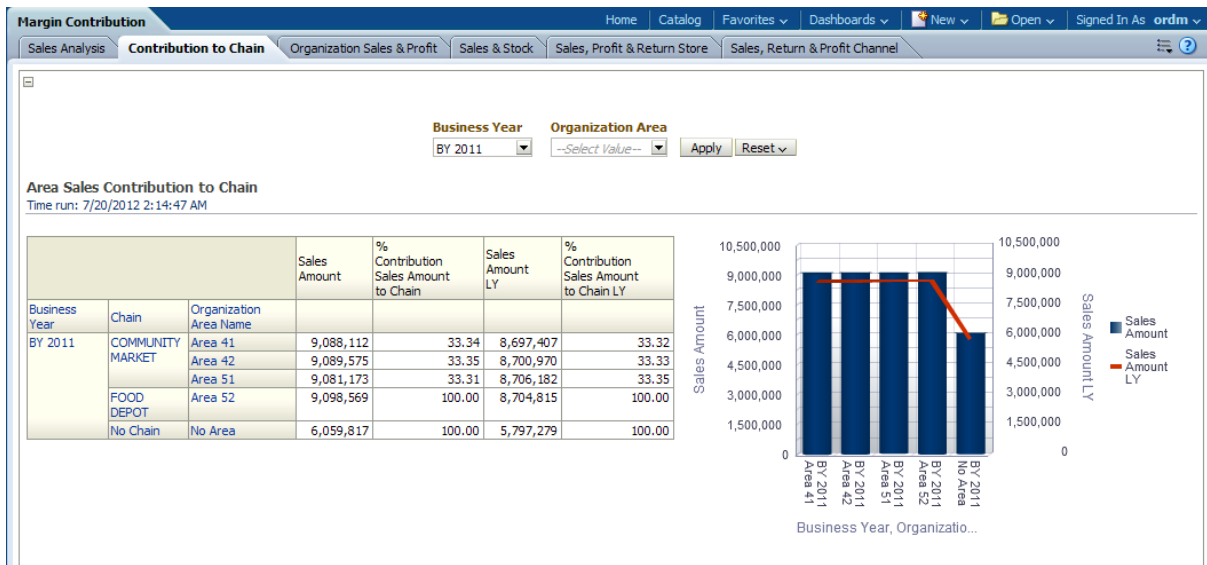 Margin Contribution
Home Catalog Favorites Dashboards New Open Signed In As ordm
Sales Analysis Contribution to Chain Organization Sales & Profit Sales & Stock Sales, Profit & Return Store Sales, Return & Profit Channel
Business Year Organization Area
BY 2011 --Select Value-- Apply Reset
Area Sales Contribution to Chain
Time run: 7/20/2012 2:14:47 AM
Sales Amount
% Contribution Sales Amount to Chain
Sales Amount LY
% Contribution Sales Amount to Chain LY
Business Year Chain Organization Area Name
BY 2011 COMMUNITY MARKET Area 41 9,088,112 33.34 8,697,407 33.32
Area 42 9,089,575 33.35 8,700,970 33.33
Area 51 9,081,173 33.31 8,706,182 33.35
FOOD DEPOT Area 52 9,098,569 100.00 8,704,815 100.00
No Chain No Area 6,059,817 100.00 5,797,279 100.00
Sales Amount
10,500,000
9,000,000
7,500,000
6,000,000
4,500,000
3,000,000
1,500,000
0
BY 2011 Area 41
BY 2011 Area 42
BY 2011 Area 51
BY 2011 Area 52
BY 2011 No Area
Business Year, Organizatio...
10,500,000
9,000,000
7,500,000
6,000,000
4,500,000
3,000,000
1,500,000
0
Sales Amount LY
Sales Amount
Sales Amount LY